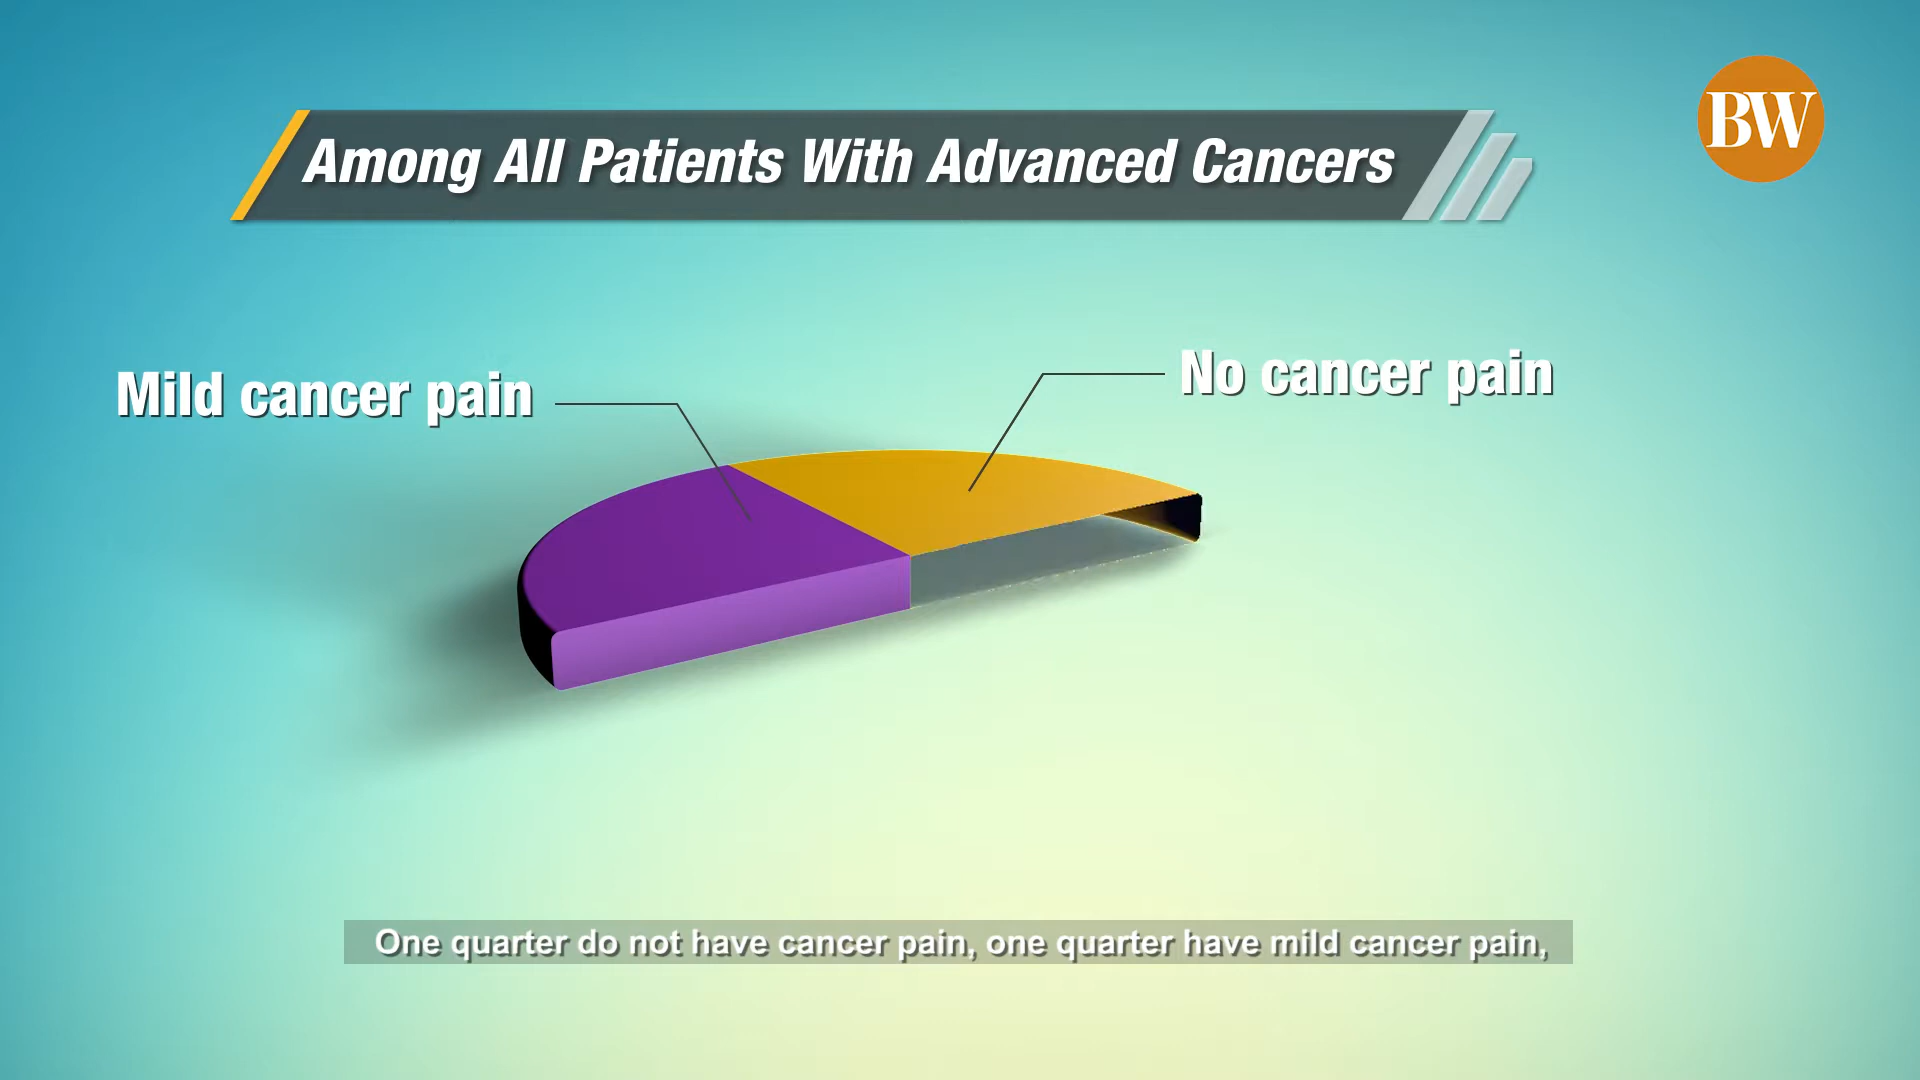 Among All Patients With Advanced Cancers
BW
Mild cancer pain
No cancer pain
One quarter do not have cancer pain, one quarter have mild cancer pain,